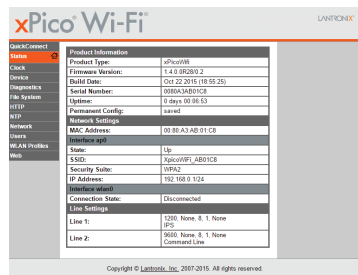 xPico® Wi-Fi®
LANTRONIX®
QuickConnect
Status
Clock
Device
Diagnostics
File System
HTTP
NTP
Network
Users
WLAN Profiles
Web
Product Information
Product Type: xPicoWifi
Firmware Version: 1.4.0.0R28/0.2
Build Date: Oct 22 2015 (18:55:25)
Serial Number: 0080A3AB01C8
Uptime: 0 days 00:06:53
Permanent Config: saved
Network Settings
MAC Address: 00:80:A3:AB:01:C8
Interface ap0
State: Up
SSID: XpicoWIFI_AB01C8
Security Suite: WPA2
IP Address: 192.168.0.1/24
Interface wlan0
Connection State: Disconnected
Line Settings
Line 1: 1200, None, 8, 1, None
IPS
Line 2: 9600, None, 8, 1, None
Command Line
Copyright © Lantronix, Inc. 2007-2015. All rights reserved.